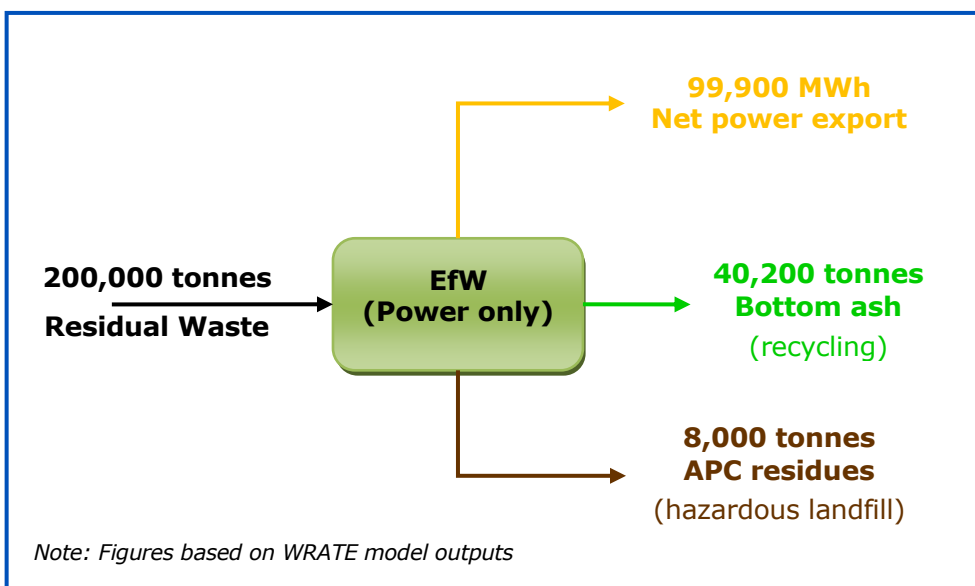 99,900 MWh
Net power export
200,000 tonnes
Residual Waste
EfW
(Power only)
40,200 tonnes
Bottom ash
(recycling)
8,000 tonnes
APC residues
(hazardous landfill)
Note: Figures based on WRATE model outputs